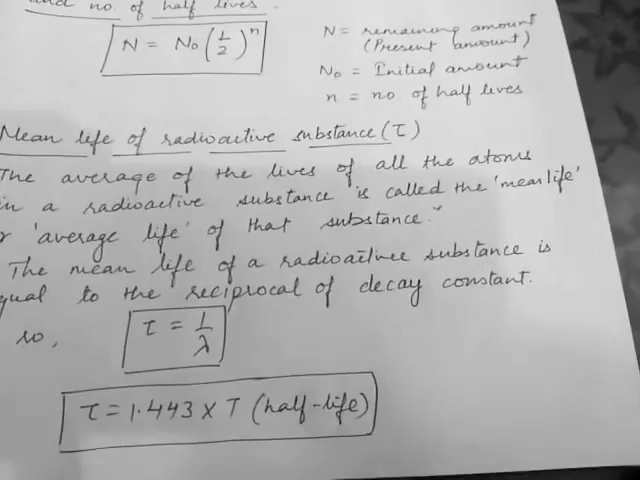 and no. of half lives.
N = N₀ (1/2)ⁿ
N = remaining amount
(Present amount)
N₀ = Initial amount
n = no. of half lives
Mean life of radioactive substance (τ)
The average of the lives of all the atoms
in a radioactive substance is called the 'mean life'
r 'average life' of that substance."
The mean life of a radioactive substance is
qual to the reciprocal of decay constant.
so, τ = 1/λ
τ = 1.443 × T (half-life)